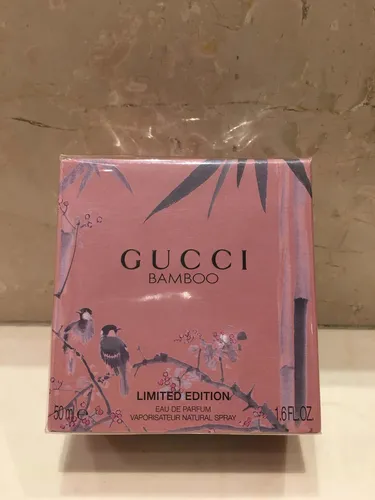 GUCCI
BAMBOO
LIMITED EDITION
EAU DE PARFUM
50 ml ℮ VAPORISATEUR NATURAL SPRAY 1.6 FL.OZ.